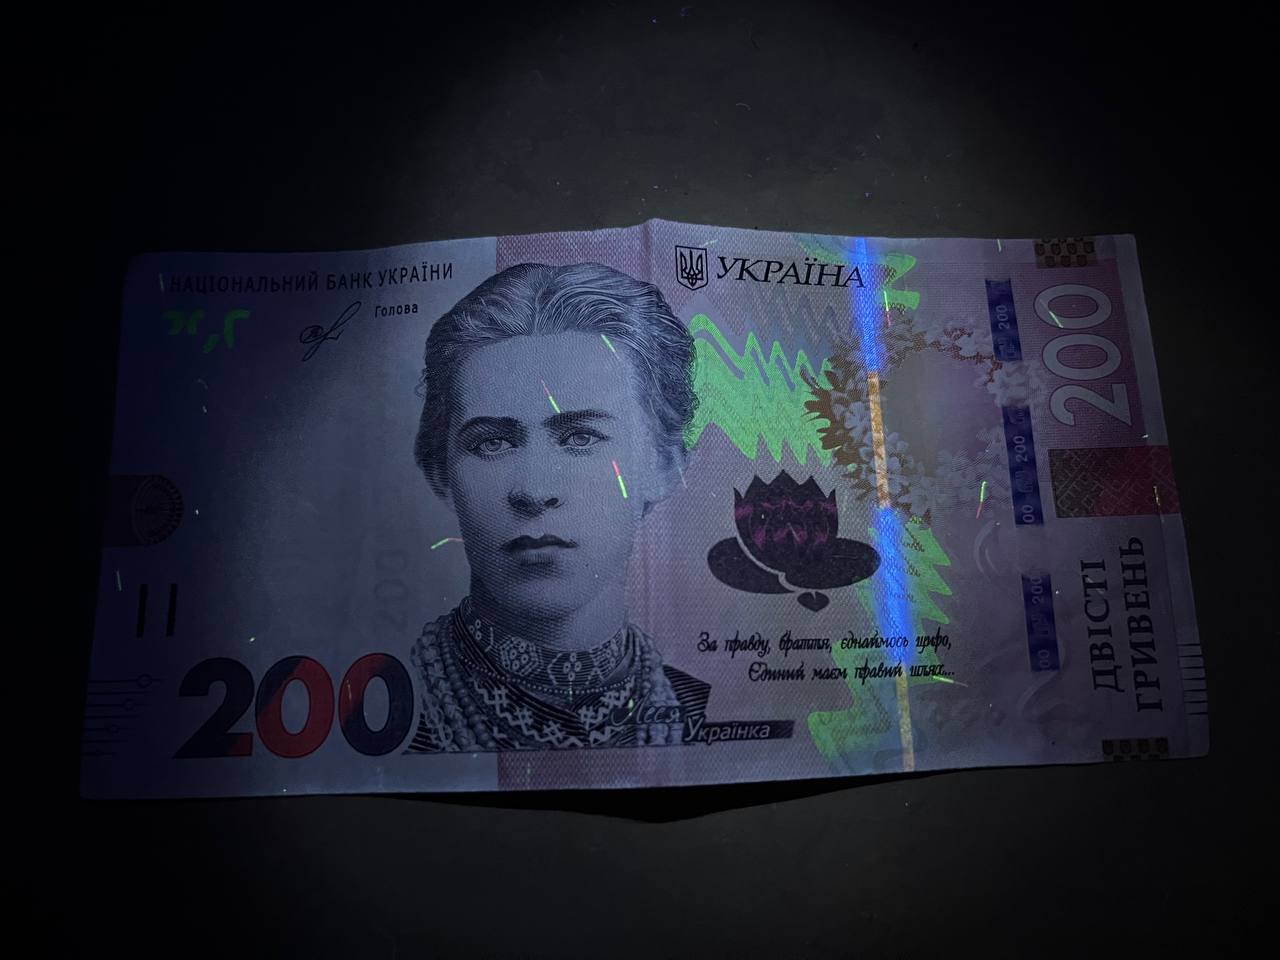 НАЦІОНАЛЬНИЙ БАНК УКРАЇНИ
Голова
УКРАЇНА
200
200
200
200
ДВІСТІ
ГРИВЕНЬ
За правду, браття, єднаймось щиро,
Єдиний маєм правий шлях...
200
Леся
Українка